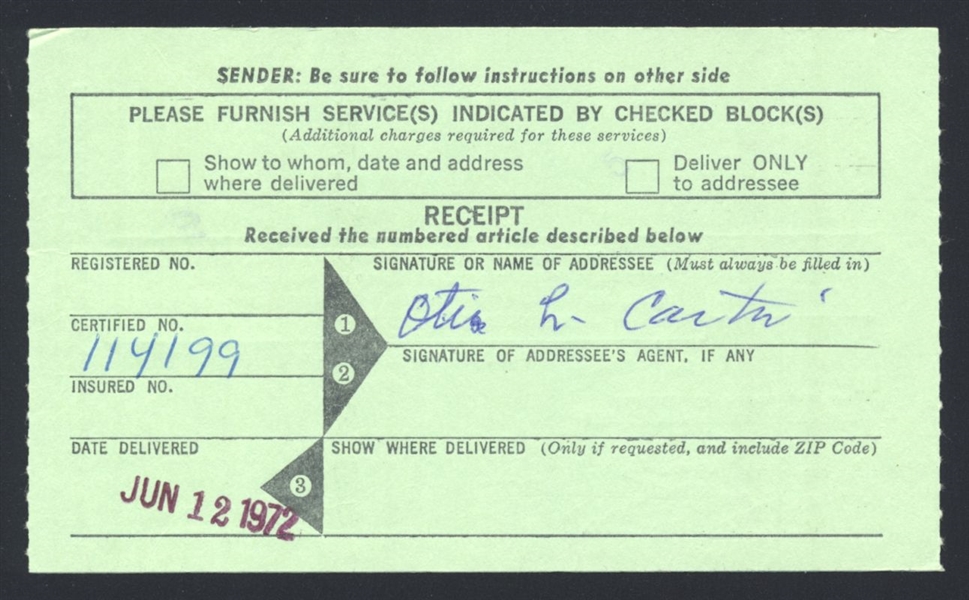 SENDER: Be sure to follow instructions on other side
PLEASE FURNISH SERVICE(S) INDICATED BY CHECKED BLOCK(S)
(Additional charges required for these services)
Show to whom, date and address where delivered
Deliver ONLY to addressee
RECEIPT
Received the numbered article described below
REGISTERED NO.
CERTIFIED NO.
114199
INSURED NO.
1
2
SIGNATURE OR NAME OF ADDRESSEE (Must always be filled in)
Otis L. Carter
SIGNATURE OF ADDRESSEE'S AGENT, IF ANY
DATE DELIVERED
JUN 12 1972
3
SHOW WHERE DELIVERED (Only if requested, and include ZIP Code)